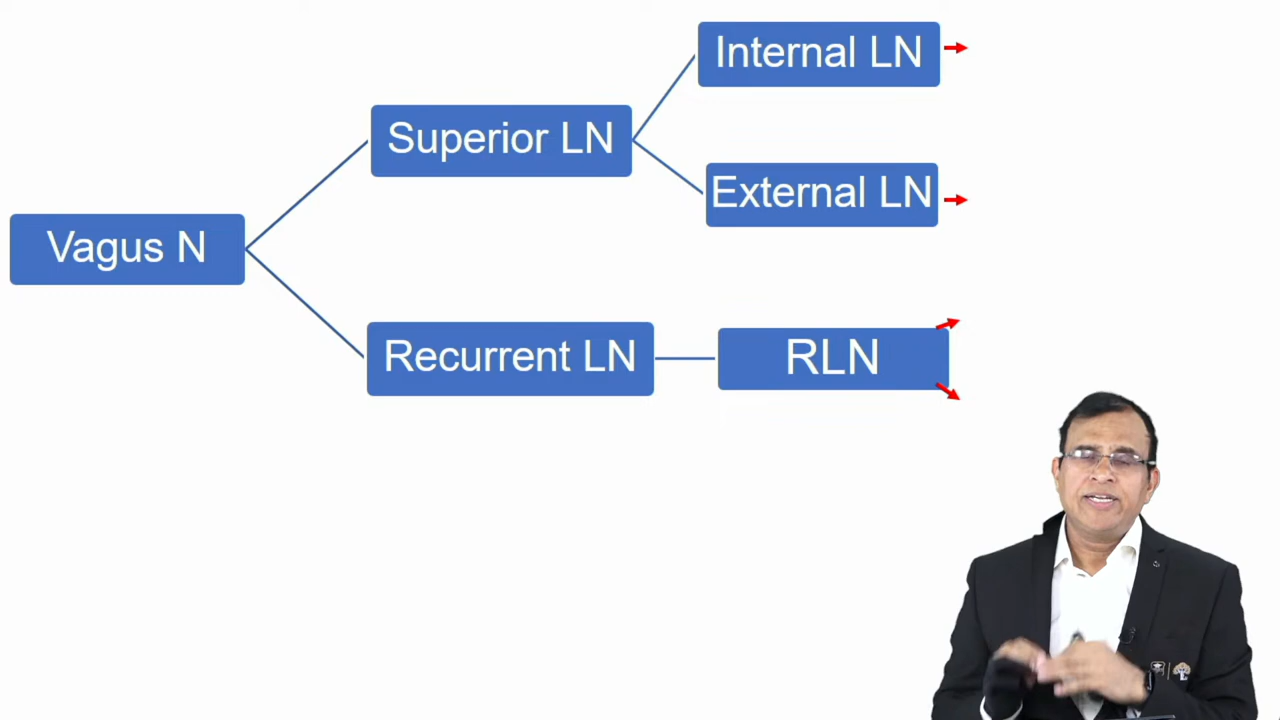 Internal LN
Superior LN
External LN
Vagus N
Recurrent LN
RLN